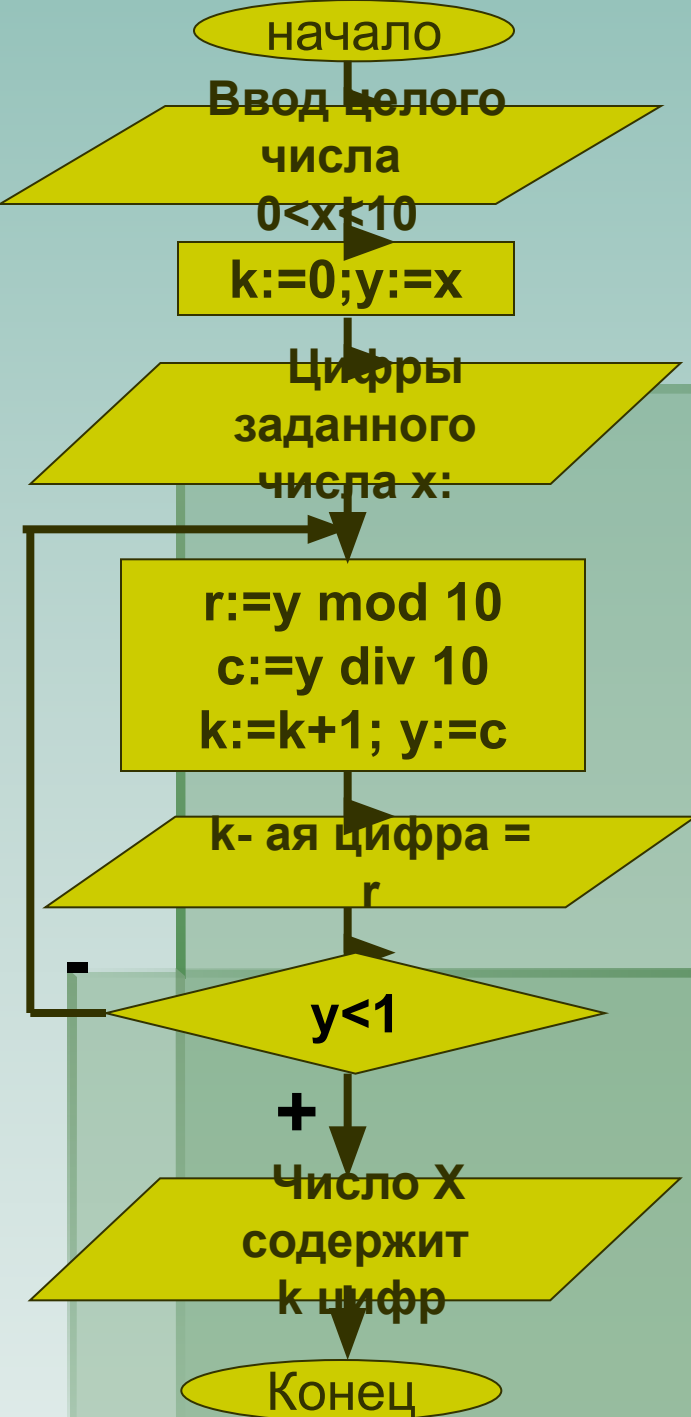 начало
Ввод целого
числа
0<x<10
k:=0;y:=x
Цифры
заданного
числа x:
r:=y mod 10
c:=y div 10
k:=k+1; y:=c
k- ая цифра =
r
-
y<1
+
Число X
содержит
k цифр
Конец